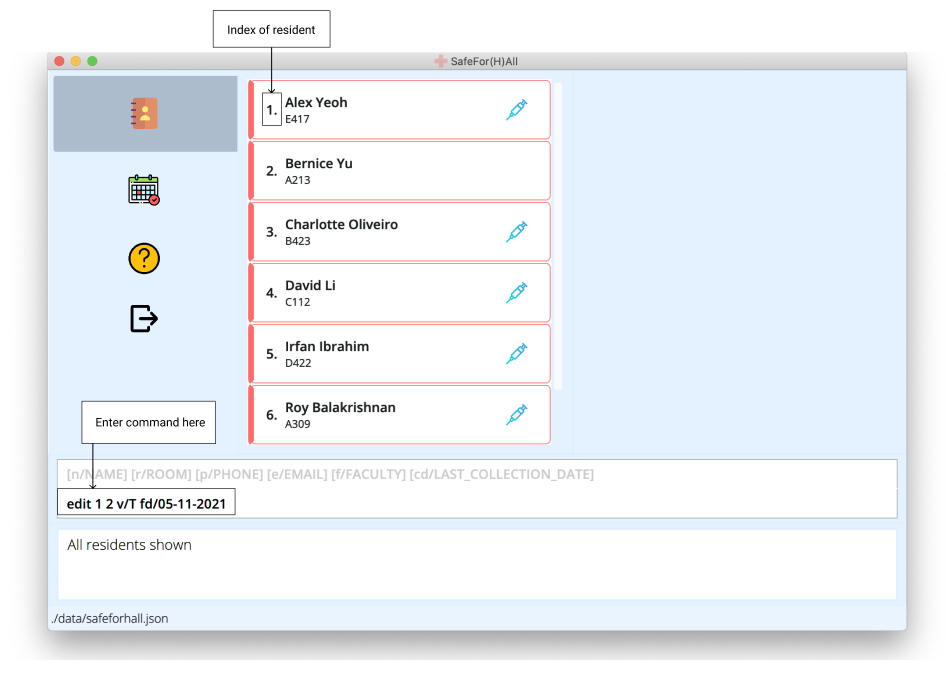 Index of resident
SafeFor(H)All
1. Alex Yeoh
E417
2. Bernice Yu
A213
3. Charlotte Oliveiro
B423
4. David Li
C112
5. Irfan Ibrahim
D422
6. Roy Balakrishnan
A309
Enter command here
[n/NAME] [r/ROOM] [p/PHONE] [e/EMAIL] [f/FACULTY] [cd/LAST_COLLECTION_DATE]
edit 1 2 v/T fd/05-11-2021
All residents shown
./data/safeforhall.json